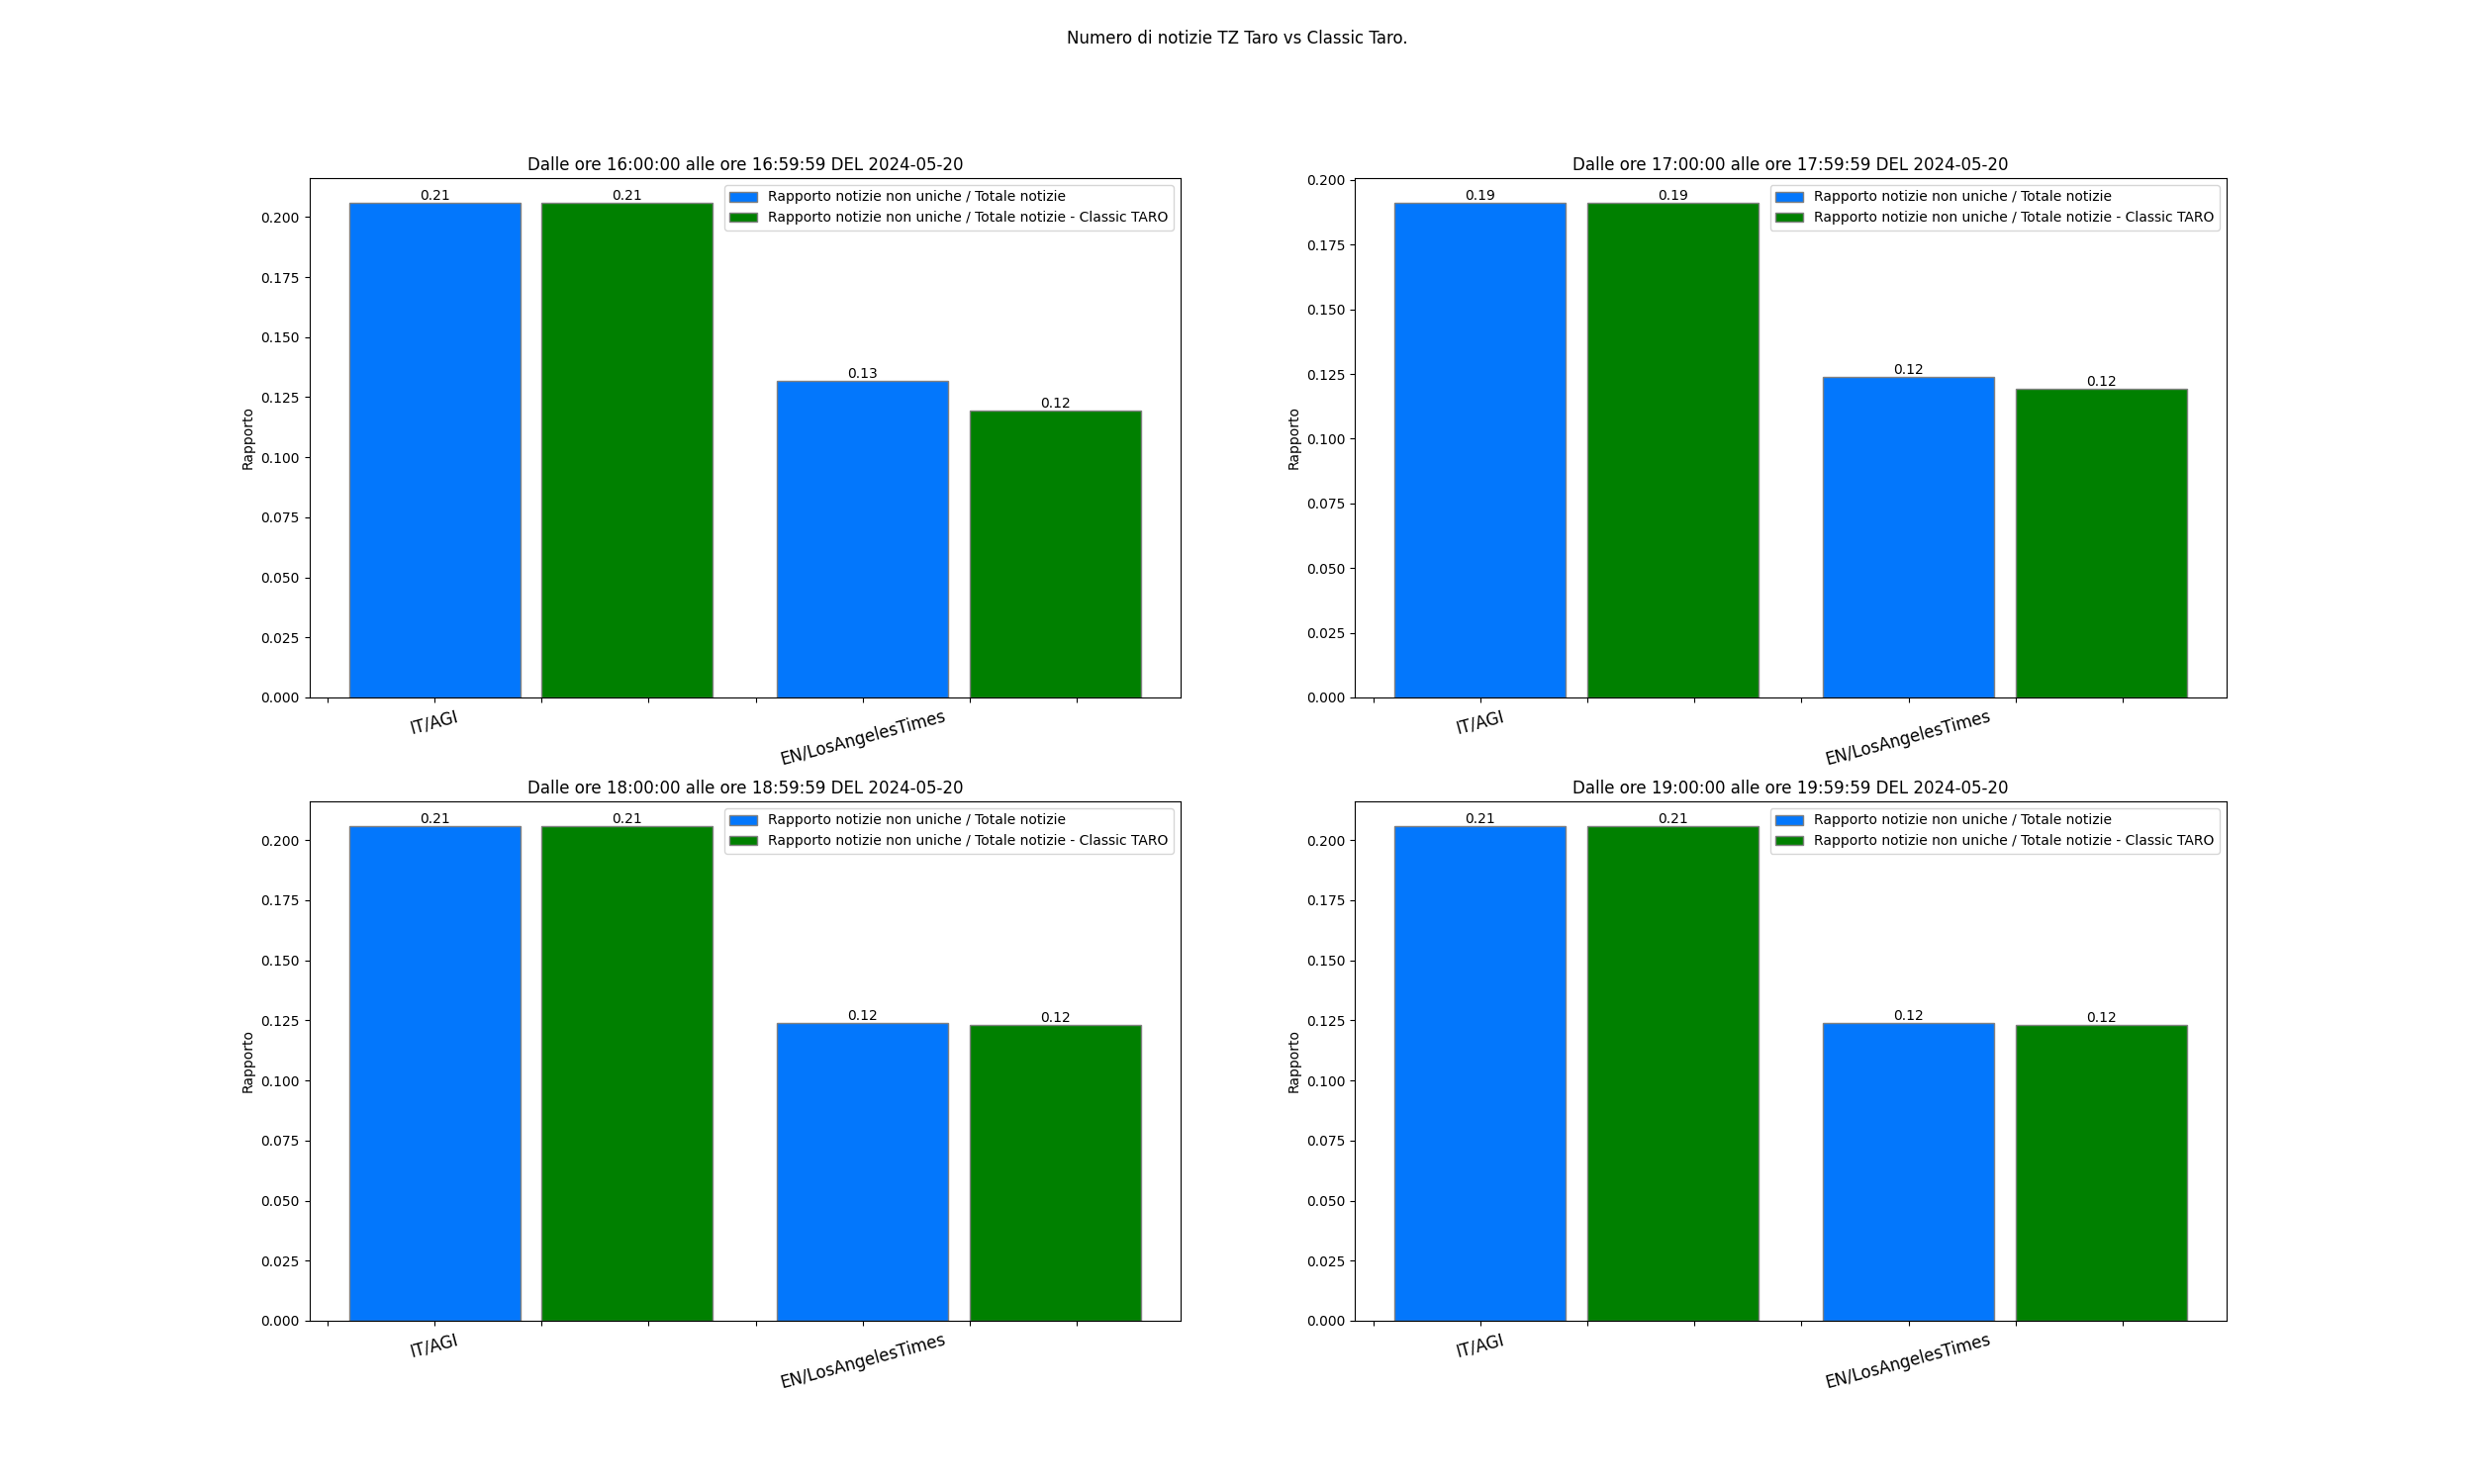 Numero di notizie TZ Taro vs Classic Taro.
Dalle ore 16:00:00 alle ore 16:59:59 DEL 2024-05-20
Rapporto notizie non uniche / Totale notizie
Rapporto notizie non uniche / Totale notizie - Classic TARO
0.21
0.21
0.13
0.12
0.200
0.175
0.150
0.125
0.100
0.075
0.050
0.025
0.000
Rapporto
IT/AGI
EN/LosAngelesTimes
Dalle ore 17:00:00 alle ore 17:59:59 DEL 2024-05-20
Rapporto notizie non uniche / Totale notizie
Rapporto notizie non uniche / Totale notizie - Classic TARO
0.19
0.19
0.12
0.12
0.200
0.175
0.150
0.125
0.100
0.075
0.050
0.025
0.000
Rapporto
IT/AGI
EN/LosAngelesTimes
Dalle ore 18:00:00 alle ore 18:59:59 DEL 2024-05-20
Rapporto notizie non uniche / Totale notizie
Rapporto notizie non uniche / Totale notizie - Classic TARO
0.21
0.21
0.12
0.12
0.200
0.175
0.150
0.125
0.100
0.075
0.050
0.025
0.000
Rapporto
IT/AGI
EN/LosAngelesTimes
Dalle ore 19:00:00 alle ore 19:59:59 DEL 2024-05-20
Rapporto notizie non uniche / Totale notizie
Rapporto notizie non uniche / Totale notizie - Classic TARO
0.21
0.21
0.12
0.12
0.200
0.175
0.150
0.125
0.100
0.075
0.050
0.025
0.000
Rapporto
IT/AGI
EN/LosAngelesTimes